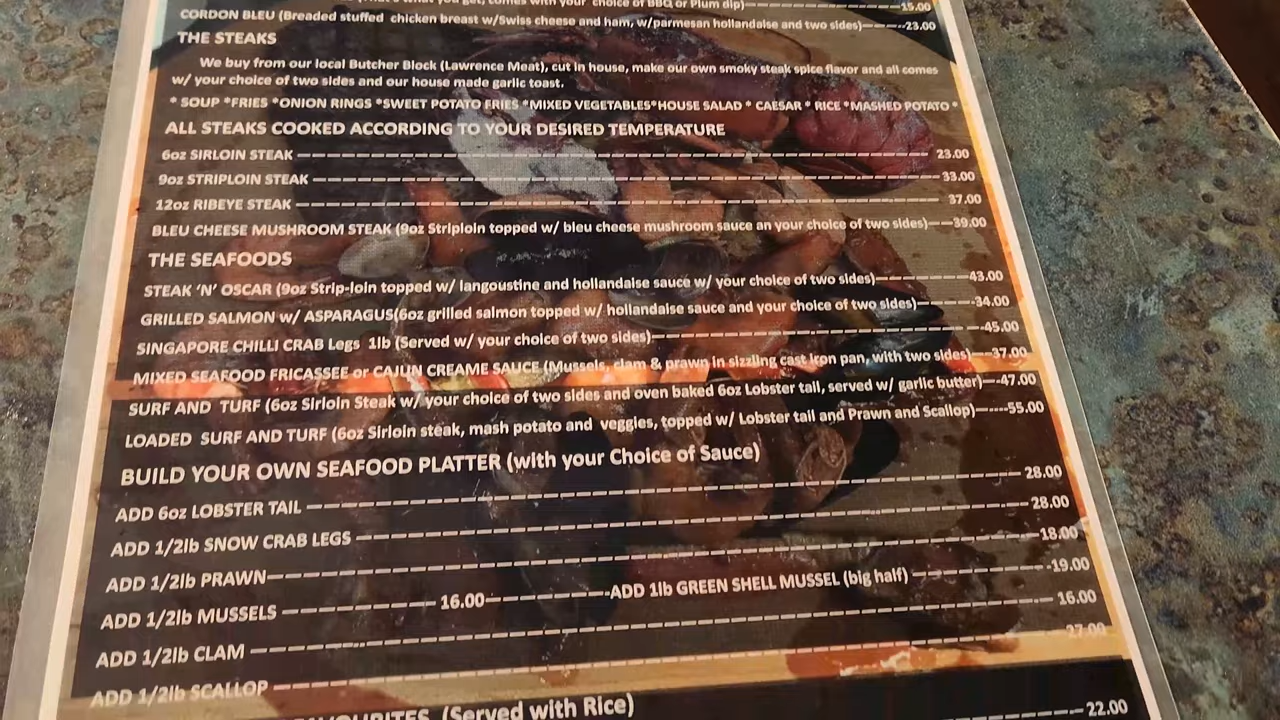 you get, comes with your choice of BBQ or Plum dip)—15.00
CORDON BLEU (Breaded stuffed chicken breast w/Swiss cheese and ham, w/parmesan hollandaise and two sides)—23.00
THE STEAKS
We buy from our local Butcher Block (Lawrence Meat), cut in house, make our own smoky steak spice flavor and all comes
w/ your choice of two sides and our house made garlic toast.
* SOUP *FRIES *ONION RINGS *SWEET POTATO FRIES *MIXED VEGETABLES*HOUSE SALAD * CAESAR * RICE *MASHED POTATO *
ALL STEAKS COOKED ACCORDING TO YOUR DESIRED TEMPERATURE
6oz SIRLOIN STEAK — 23.00
9oz STRIPLOIN STEAK — 33.00
12oz RIBEYE STEAK — 37.00
BLEU CHEESE MUSHROOM STEAK (9oz Striploin topped w/ bleu cheese mushroom sauce an your choice of two sides)—39.00
THE SEAFOODS
STEAK 'N' OSCAR (9oz Strip-loin topped w/ langoustine and hollandaise sauce w/ your choice of two sides)—43.00
GRILLED SALMON w/ ASPARAGUS(6oz grilled salmon topped w/ hollandaise sauce and your choice of two sides)—34.00
SINGAPORE CHILLI CRAB Legs 1lb (Served w/ your choice of two sides)—45.00
MIXED SEAFOOD FRICASSEE or CAJUN CREAME SAUCE (Mussels, clam & prawn in sizzling cast iron pan, with two sides)—37.00
SURF AND TURF (6oz Sirloin Steak w/ your choice of two sides and oven baked 6oz Lobster tail, served w/ garlic butter)—47.00
LOADED SURF AND TURF (6oz Sirloin steak, mash potato and veggies, topped w/ Lobster tail and Prawn and Scallop)—55.00
BUILD YOUR OWN SEAFOOD PLATTER (with your Choice of Sauce)
ADD 6oz LOBSTER TAIL — 28.00
ADD 1/2lb SNOW CRAB LEGS — 28.00
ADD 1/2lb PRAWN — 18.00
ADD 1/2lb MUSSELS — 16.00 — ADD 1lb GREEN SHELL MUSSEL (big half) — 19.00
ADD 1/2lb CLAM — 16.00
ADD 1/2lb SCALLOP — 27.00
(Served with Rice)
22.00